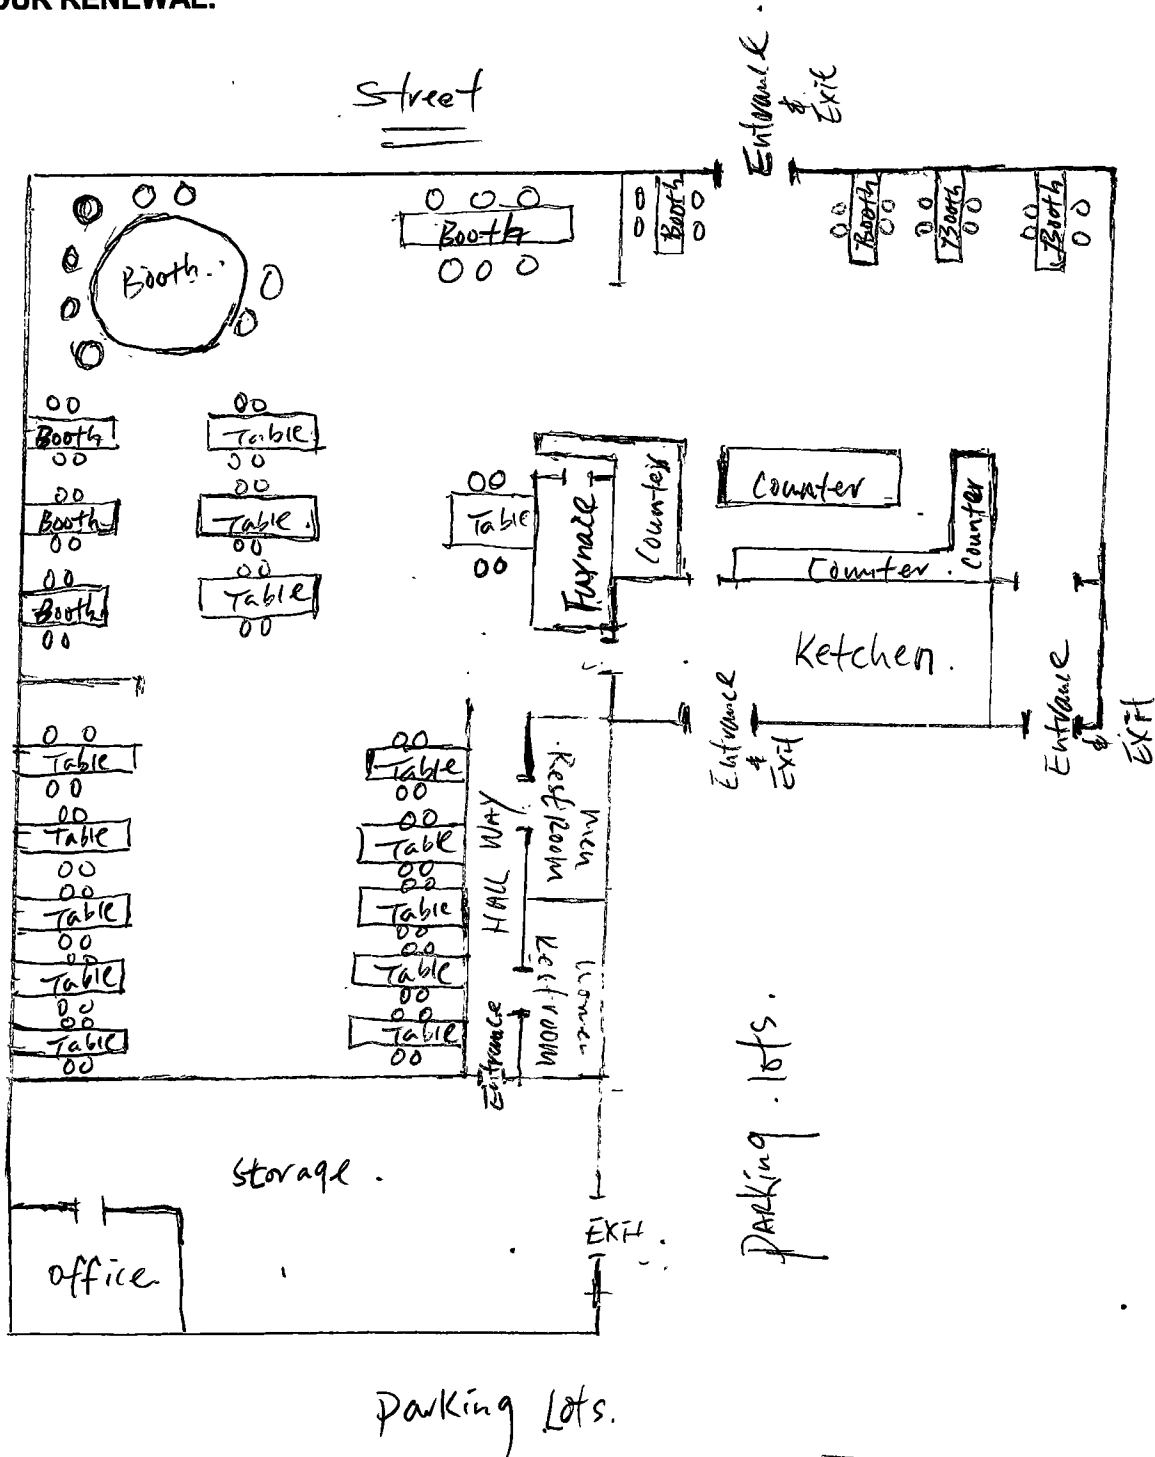 OUR RENEWAL.
Street
Entrance
&
Exit
Booth
Booth
Booth
Booth
Booth
Booth
Booth
Table
Counter
Counter
Counter
Booth
Table
Table
Furnace
Counter
Counter
Booth
Table
Ketchen.
Entrance
&
Exit
Entrance
&
EXIT
Table
Table
HALL WAY
Men
RestRoom
Table
Table
Table
Table
Table
Table
Women
Restroom
Table
Table
Entrance
Storage.
Parking . lots.
EXIT.
office
Parking Lots.